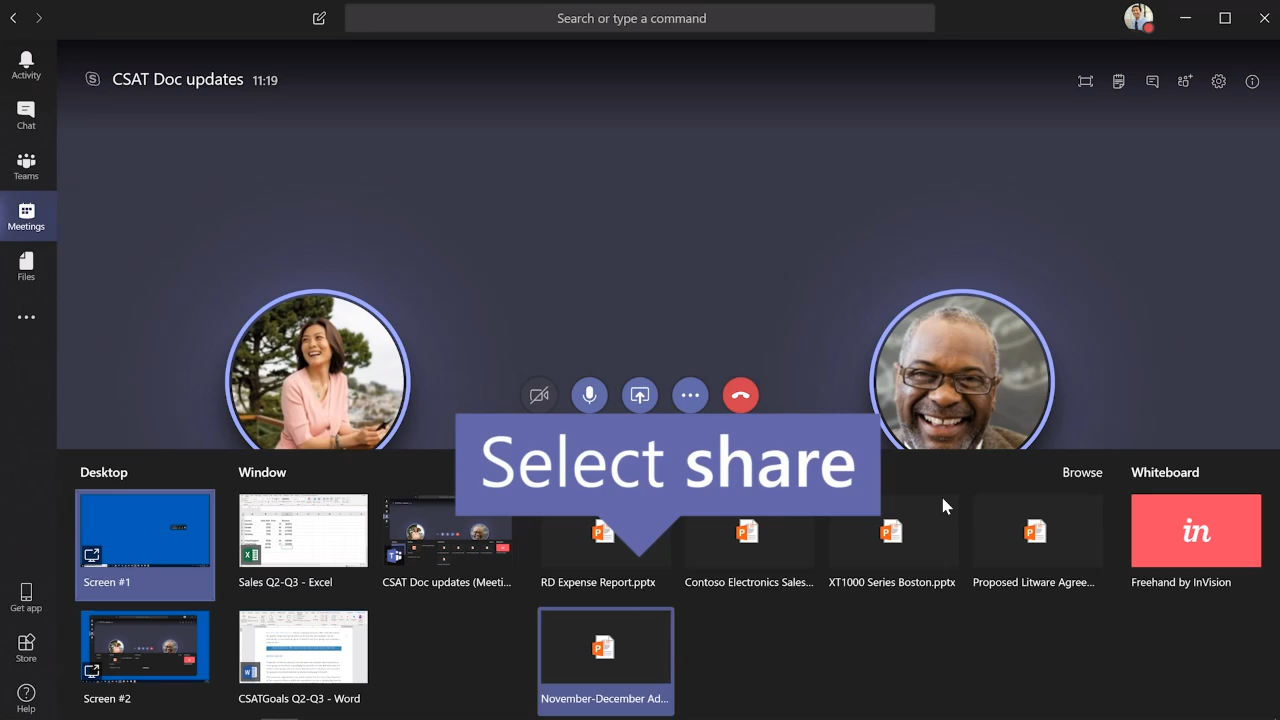 Search or type a command
Activity
Chat
Teams
Meetings
Files
Get app
Store
Help
CSAT Doc updates 11:19
Select share
Desktop
Window
Browse
Whiteboard
Screen #1
Sales Q2-Q3 - Excel
CSAT Doc updates (Meeti...
RD Expense Report.pptx
Contoso Electronics Sales...
XT1000 Series Boston.pptx
Proposed Litware Agree...
in
Freehand by InVision
Screen #2
CSATGoals Q2-Q3 - Word
November-December Ad...